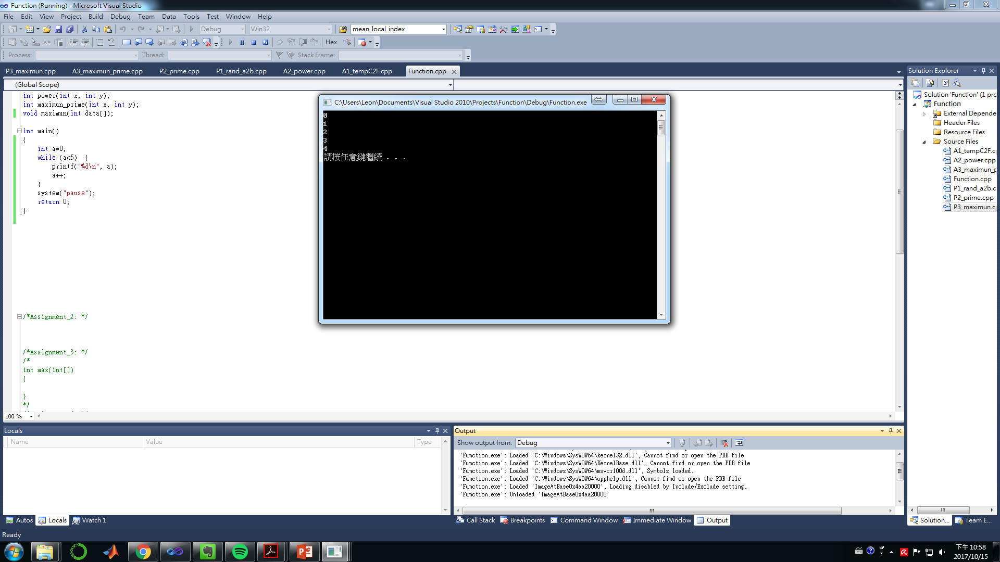 Function (Running) - Microsoft Visual Studio
File Edit View Project Build Debug Team Data Tools Test Window Help
Debug Win32 mean_local_index
Hex
Process: Thread: Stack Frame:
P3_maximun.cpp A3_maximun_prime.cpp P2_prime.cpp P1_rand_a2b.cpp A2_power.cpp A1_tempC2F.cpp Function.cpp
(Global Scope)
int power(int x, int y);
int maximun_prime(int x, int y);
void maximun(int data[]);
int main()
{
int a=0;
while (a<5) {
printf("%d\n", a);
a++;
}
system("pause");
return 0;
}
/*Assignment_2: */
/*Assignment_3: */
/*
int max(int[])
{
}
*/
100 %
C:\Users\Leon\Documents\Visual Studio 2010\Projects\Function\Debug\Function.exe
0
1
2
3
4
請按任意鍵繼續 . . .
Solution Explorer
Solution 'Function' (1 prc
Function
External Depende
Header Files
Resource Files
Source Files
A1_tempC2F.cp
A2_power.cpp
A3_maximun_p
Function.cpp
P1_rand_a2b.c
P2_prime.cpp
P3_maximun.cp
Solution... Team E...
Locals
Name Value Type
Autos Locals Watch 1
Output
Show output from: Debug
'Function.exe': Loaded 'C:\Windows\SysWOW64\kernel32.dll', Cannot find or open the PDB file
'Function.exe': Loaded 'C:\Windows\SysWOW64\KernelBase.dll', Cannot find or open the PDB file
'Function.exe': Loaded 'C:\Windows\SysWOW64\msvcr100d.dll', Symbols loaded.
'Function.exe': Loaded 'C:\Windows\SysWOW64\apphelp.dll', Cannot find or open the PDB file
'Function.exe': Loaded 'ImageAtBase0x4aa20000', Loading disabled by Include/Exclude setting.
'Function.exe': Unloaded 'ImageAtBase0x4aa20000'
Call Stack Breakpoints Command Window Immediate Window Output
Ready
下午 10:58
2017/10/15